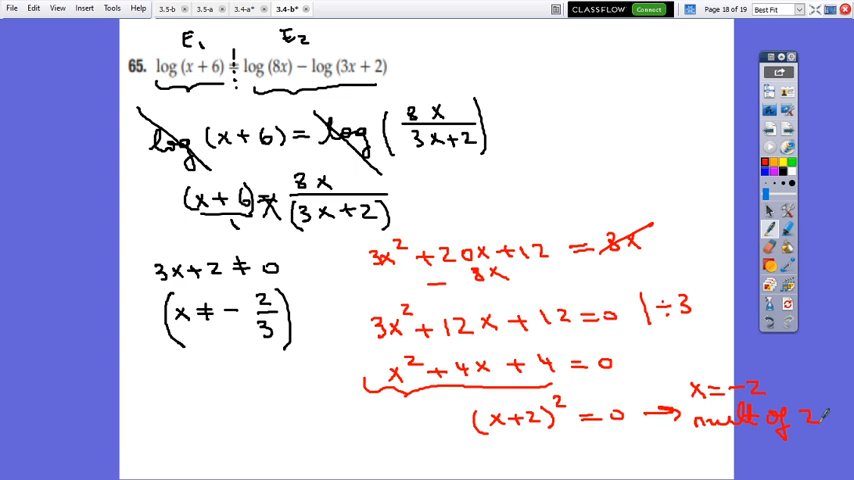 File Edit View Insert Tools Help
3.5-b 3.5-a 3.4-a* 3.4-b*
CLASSFLOW Connect
Page 18 of 19 Best Fit
E₁ E₂
65. log (x + 6) = log (8x) − log (3x + 2)
log (x + 6) = log (8x / 3x + 2)
(x + 6) / 1 = 8x / (3x + 2)
3x + 2 ≠ 0
(x ≠ − 2/3)
3x² + 20x + 12 = 8x
− 8x
3x² + 12x + 12 = 0 | ÷ 3
x² + 4x + 4 = 0
(x + 2)² = 0 → x = −2
mult of 2